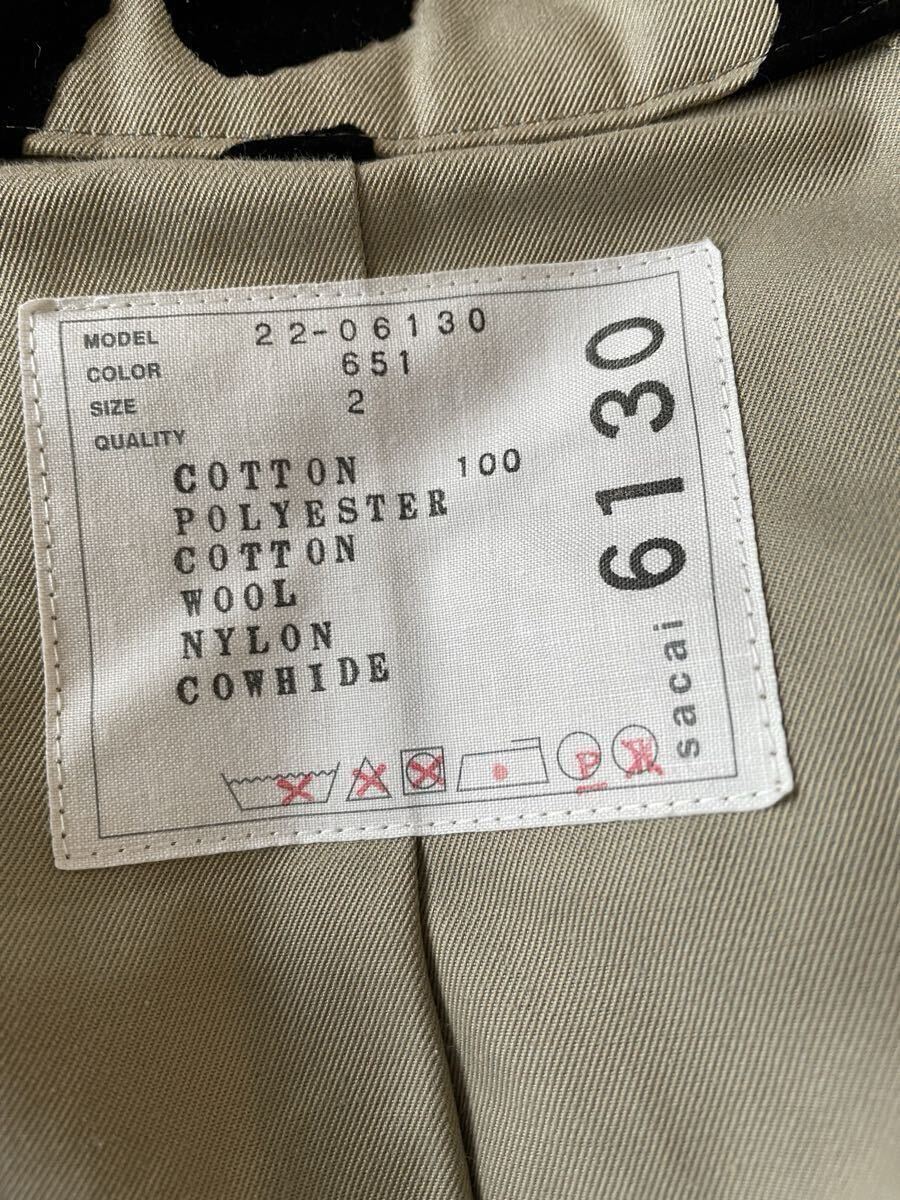 MODEL 22-06130
COLOR 651
SIZE 2
QUALITY
COTTON 100
POLYESTER
COTTON
WOOL
NYLON
COWHIDE
P
sacai 6130